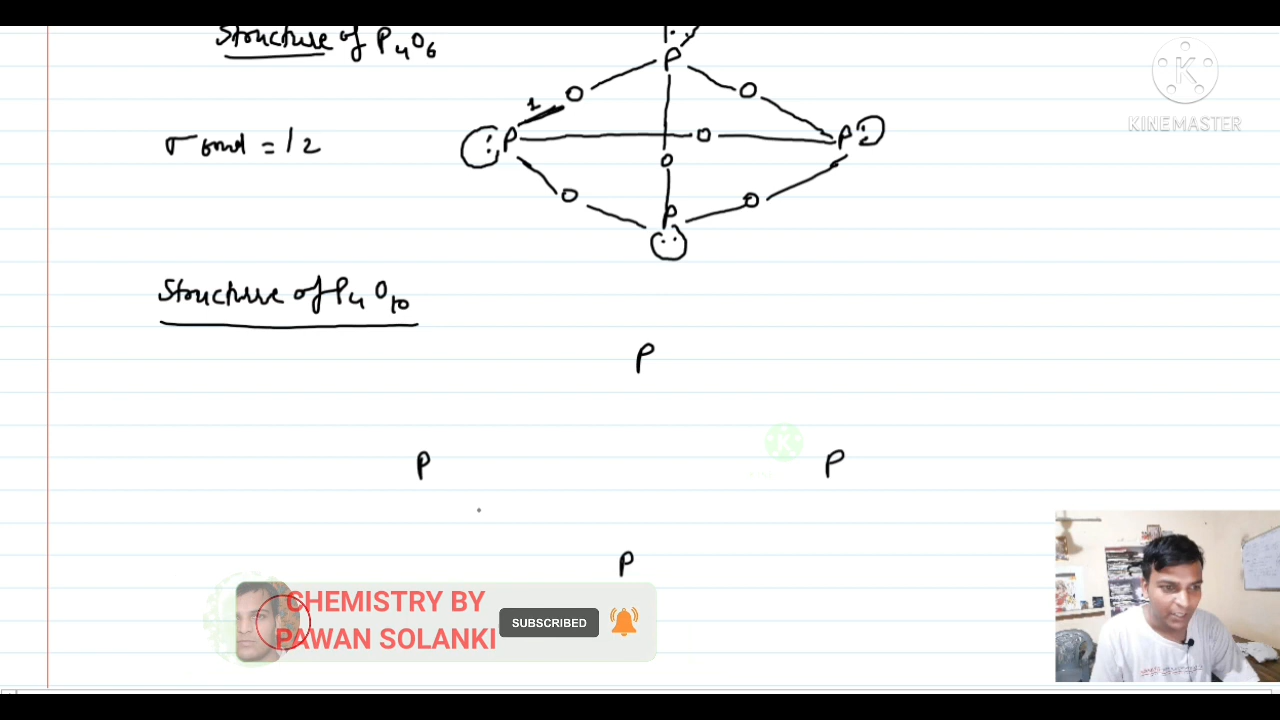 Structure of P4O6
P
O
O
1
P
O
P
O
O
P
O
σ bond = 12
KINEMASTER
Structure of P4O10
P
P
P
P
CHEMISTRY BY
PAWAN SOLANKI
SUBSCRIBED